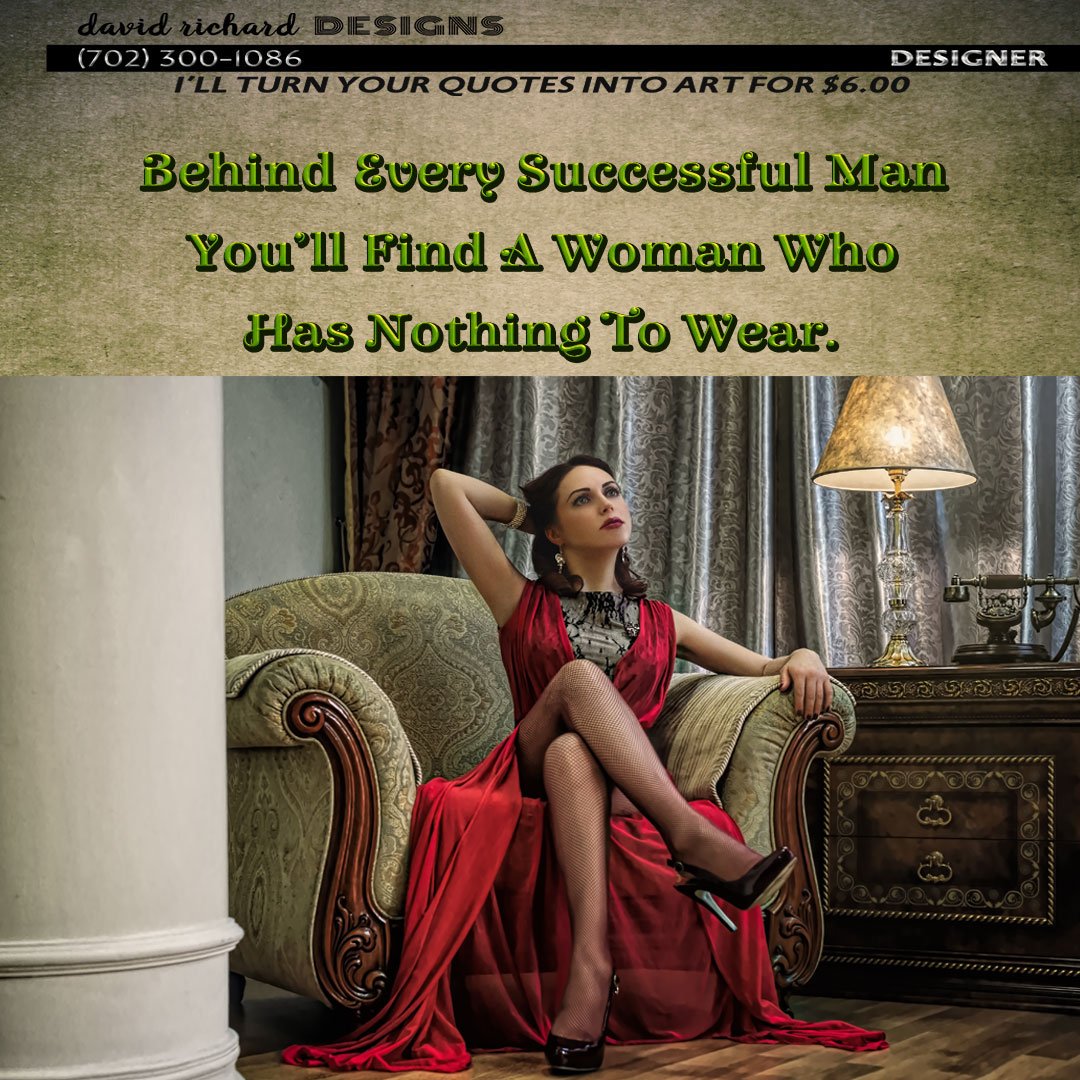 david richard DESIGNS
(702) 300-1086 DESIGNER
I'LL TURN YOUR QUOTES INTO ART FOR $6.00
Behind Every Successful Man
You'll Find A Woman Who
Has Nothing To Wear.